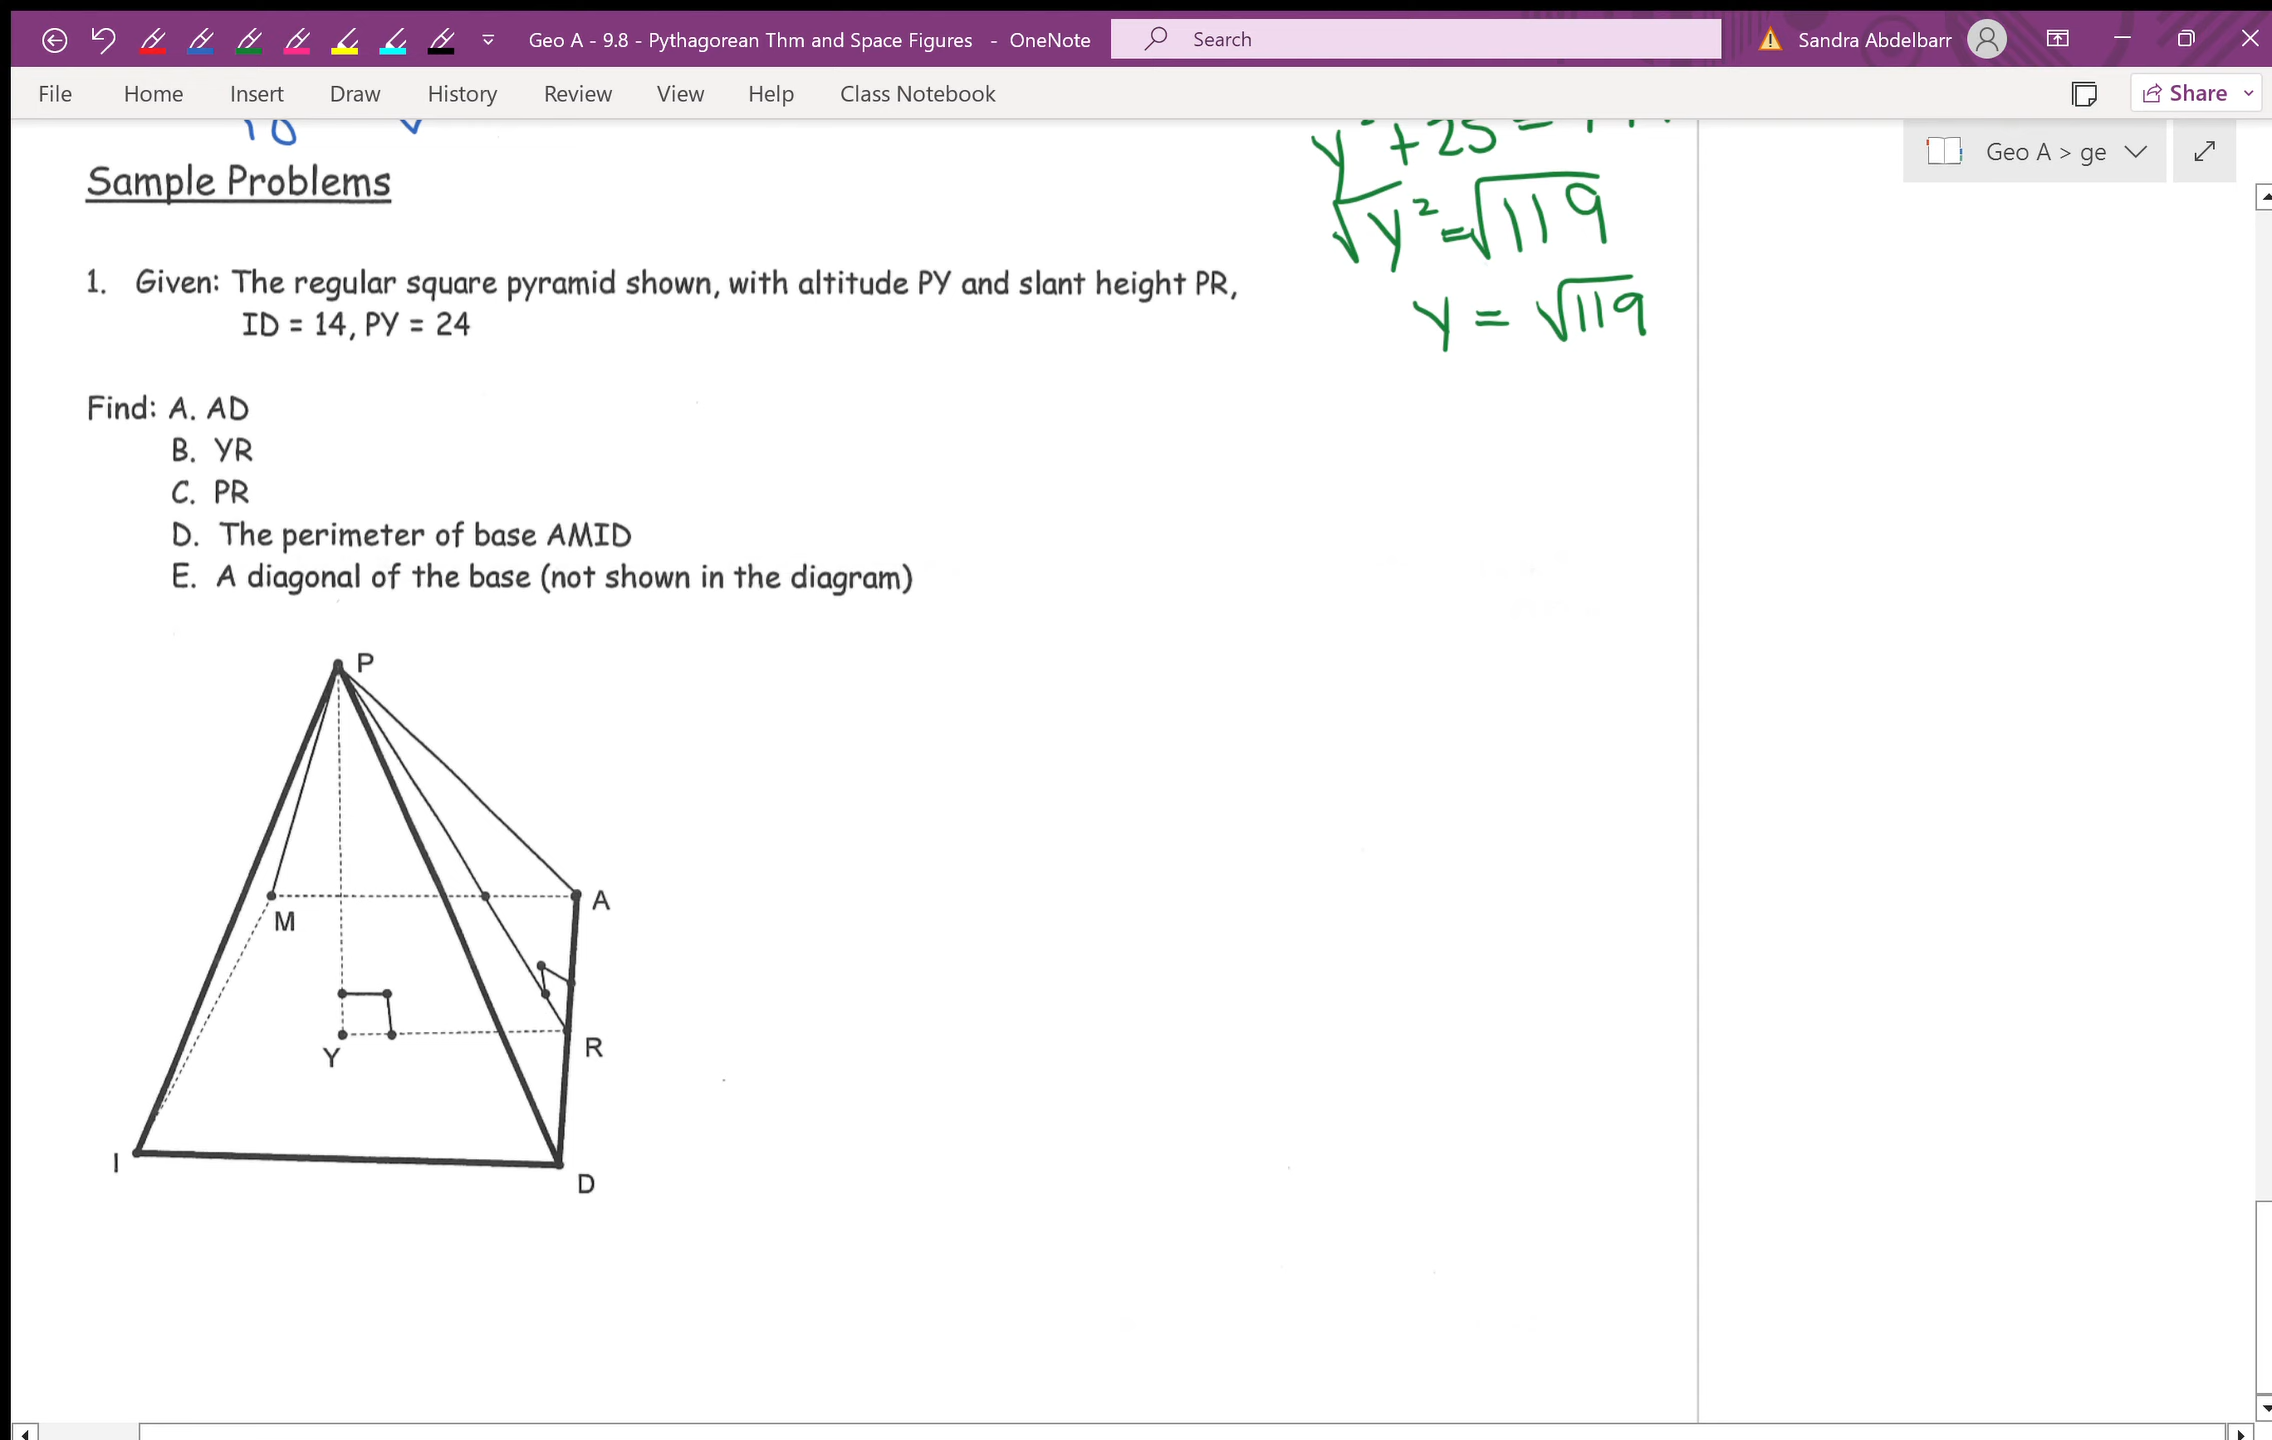 Geo A - 9.8 - Pythagorean Thm and Space Figures - OneNote
Search
Sandra Abdelbarr
File Home Insert Draw History Review View Help Class Notebook
Share
Geo A > ge
y² + 25 =
√y² = √119
y = √119
Sample Problems
1. Given: The regular square pyramid shown, with altitude PY and slant height PR,
ID = 14, PY = 24
Find: A. AD
B. YR
C. PR
D. The perimeter of base AMID
E. A diagonal of the base (not shown in the diagram)
P
A
M
Y
R
I
D